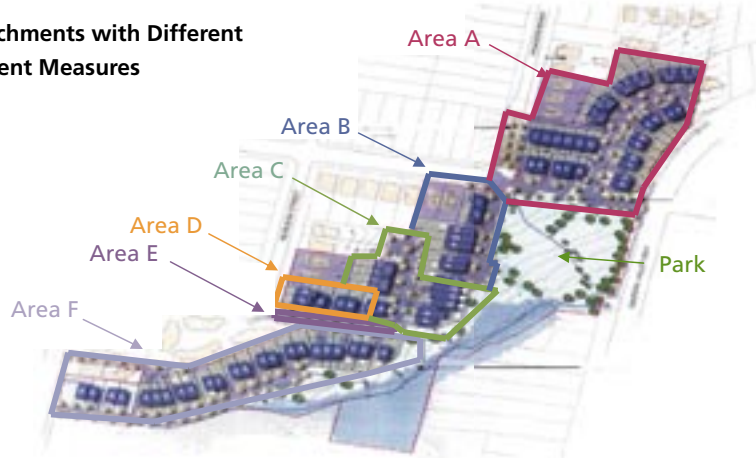 chments with Different
ent Measures
Area A
Area B
Area C
Area D
Area E
Area F
Park